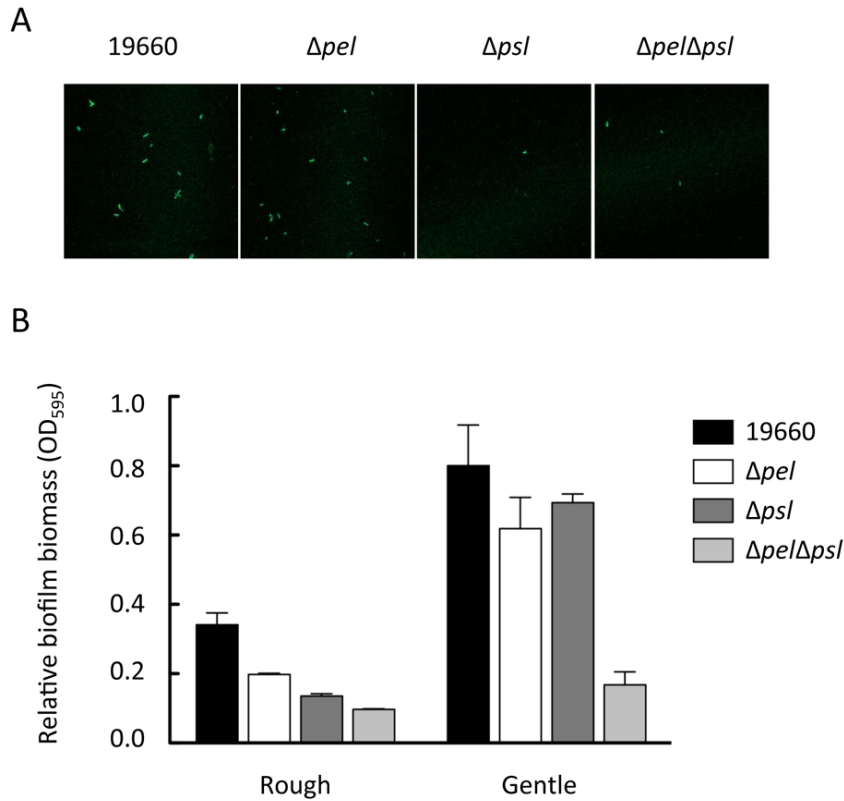 A
19660 Δpel Δpsl ΔpelΔpsl
B
Relative biofilm biomass (OD595)
1.0
0.8
0.6
0.4
0.2
0.0
Rough Gentle
19660
Δpel
Δpsl
ΔpelΔpsl